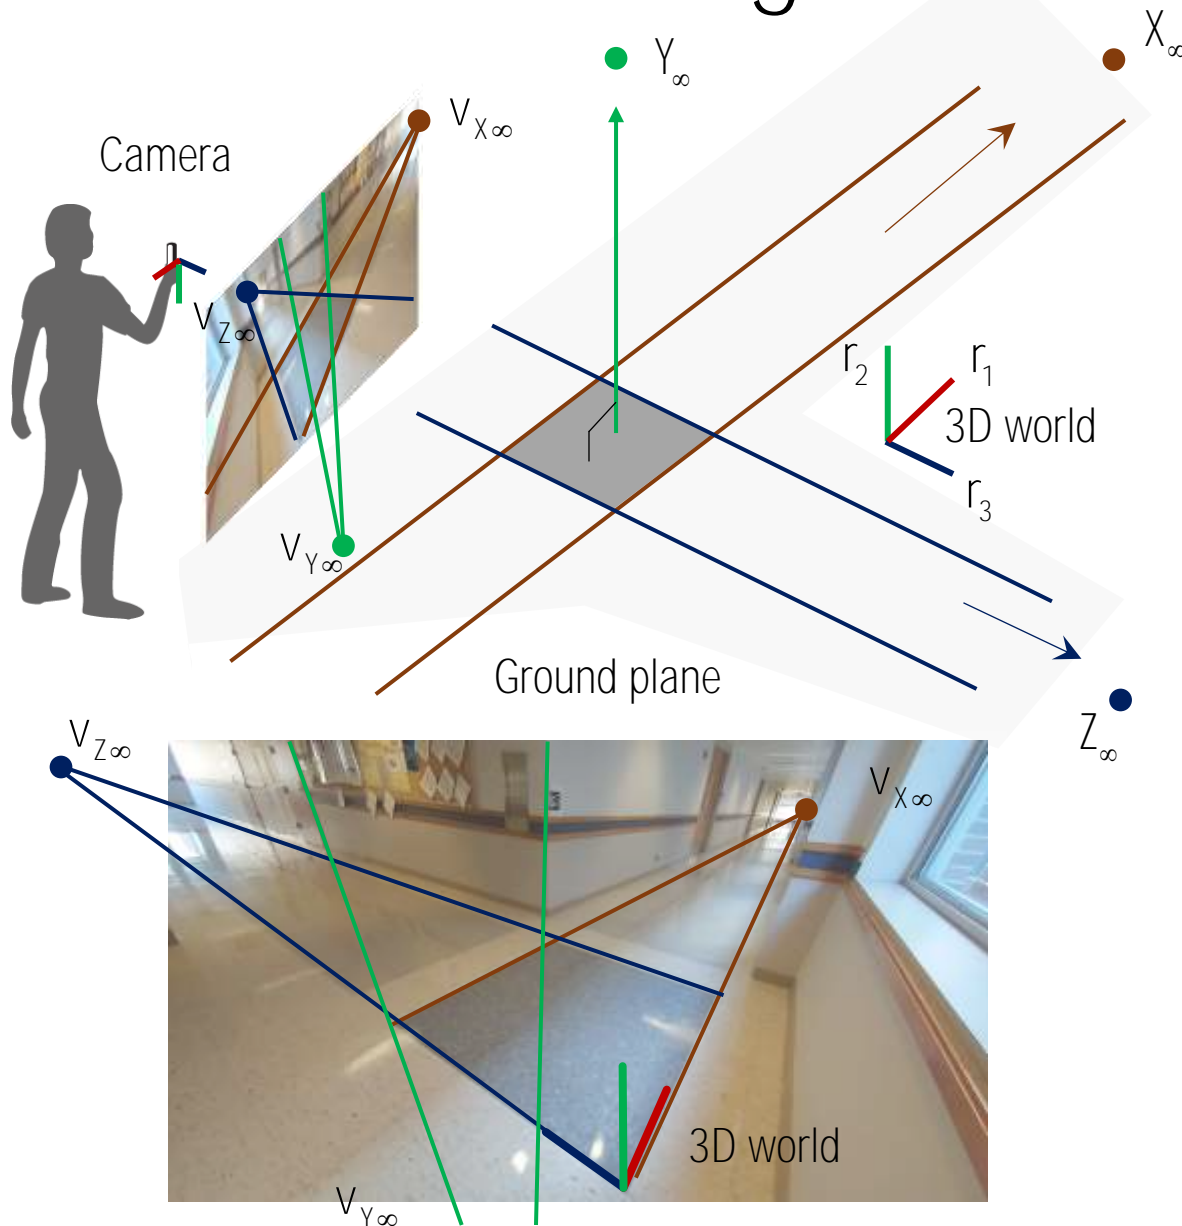 g
Y∞
X∞
V X∞
Camera
V Z∞
r2
r1
3D world
r3
V Y∞
Ground plane
Z∞
V Z∞
V X∞
3D world
V Y∞